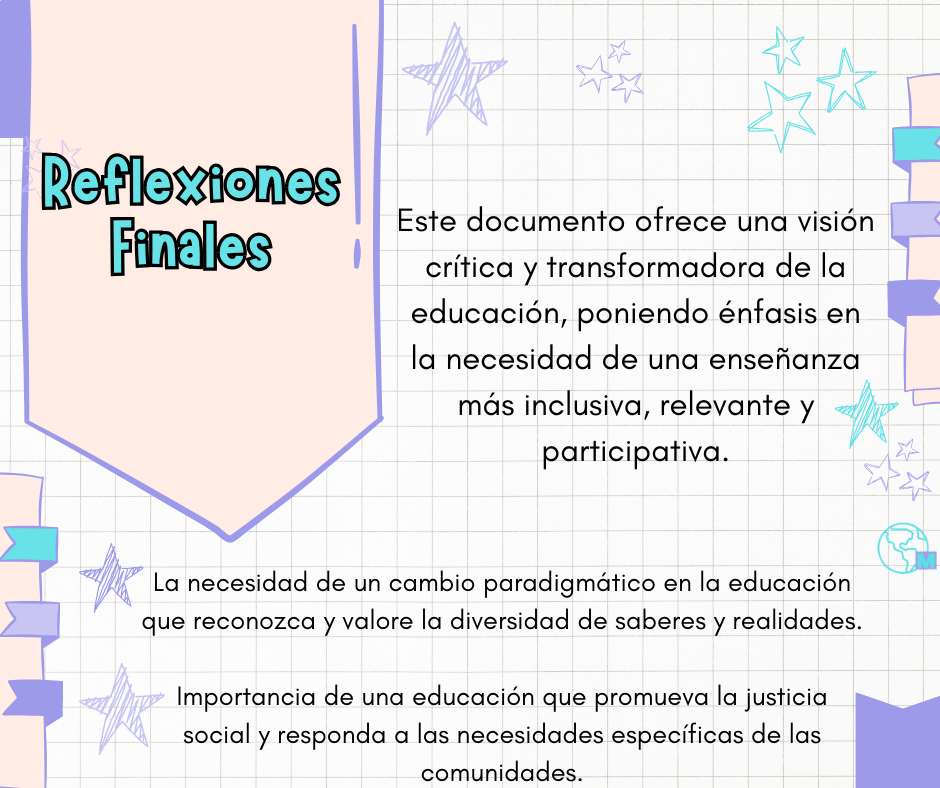 Reflexiones
Finales
Este documento ofrece una visión
crítica y transformadora de la
educación, poniendo énfasis en
la necesidad de una enseñanza
más inclusiva, relevante y
participativa.
M
La necesidad de un cambio paradigmático en la educación
que reconozca y valore la diversidad de saberes y realidades.
Importancia de una educación que promueva la justicia
social y responda a las necesidades específicas de las
comunidades.